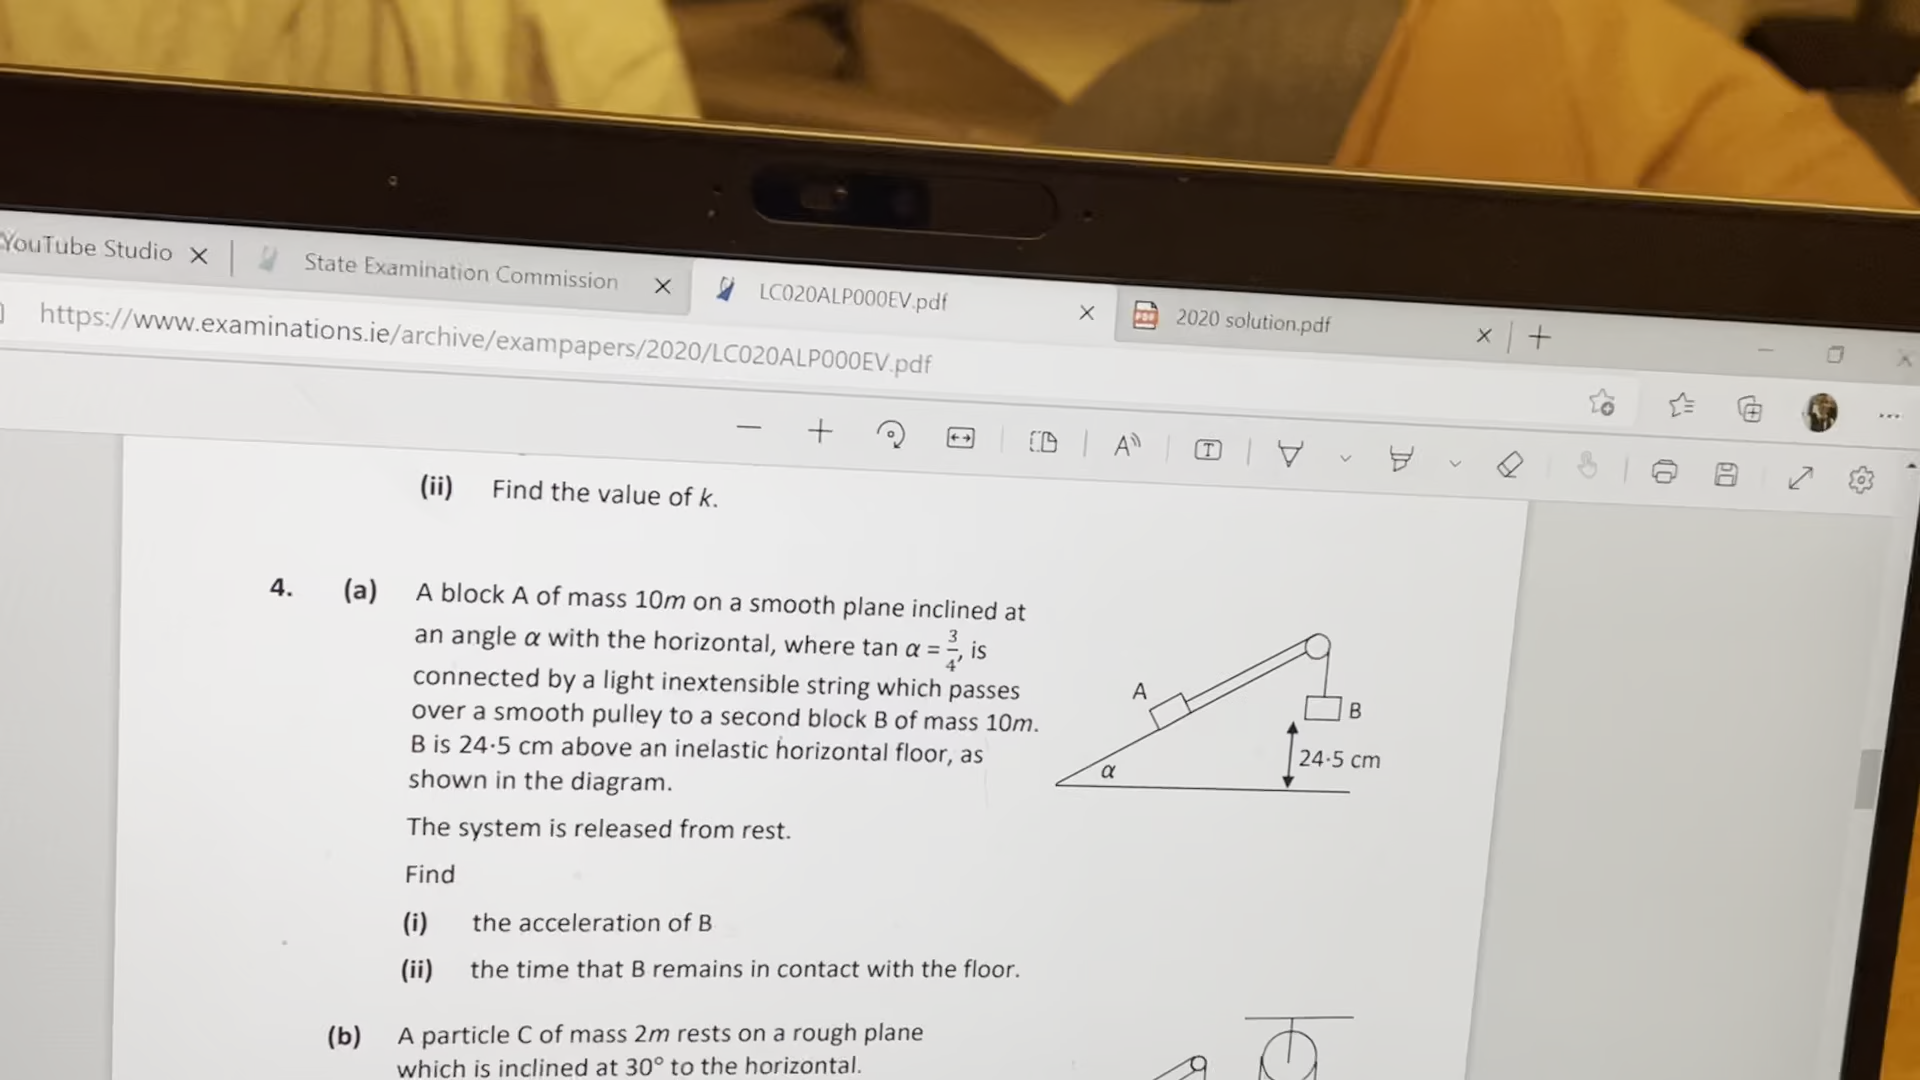 YouTube Studio
State Examination Commission
LC020ALP000EV.pdf
2020 solution.pdf
https://www.examinations.ie/archive/exampapers/2020/LC020ALP000EV.pdf
(ii) Find the value of k.
4. (a) A block A of mass 10m on a smooth plane inclined at
an angle α with the horizontal, where tan α = 3/4, is
connected by a light inextensible string which passes
over a smooth pulley to a second block B of mass 10m.
B is 24·5 cm above an inelastic horizontal floor, as
shown in the diagram.
A
B
24·5 cm
α
The system is released from rest.
Find
(i) the acceleration of B
(ii) the time that B remains in contact with the floor.
(b) A particle C of mass 2m rests on a rough plane
which is inclined at 30° to the horizontal.